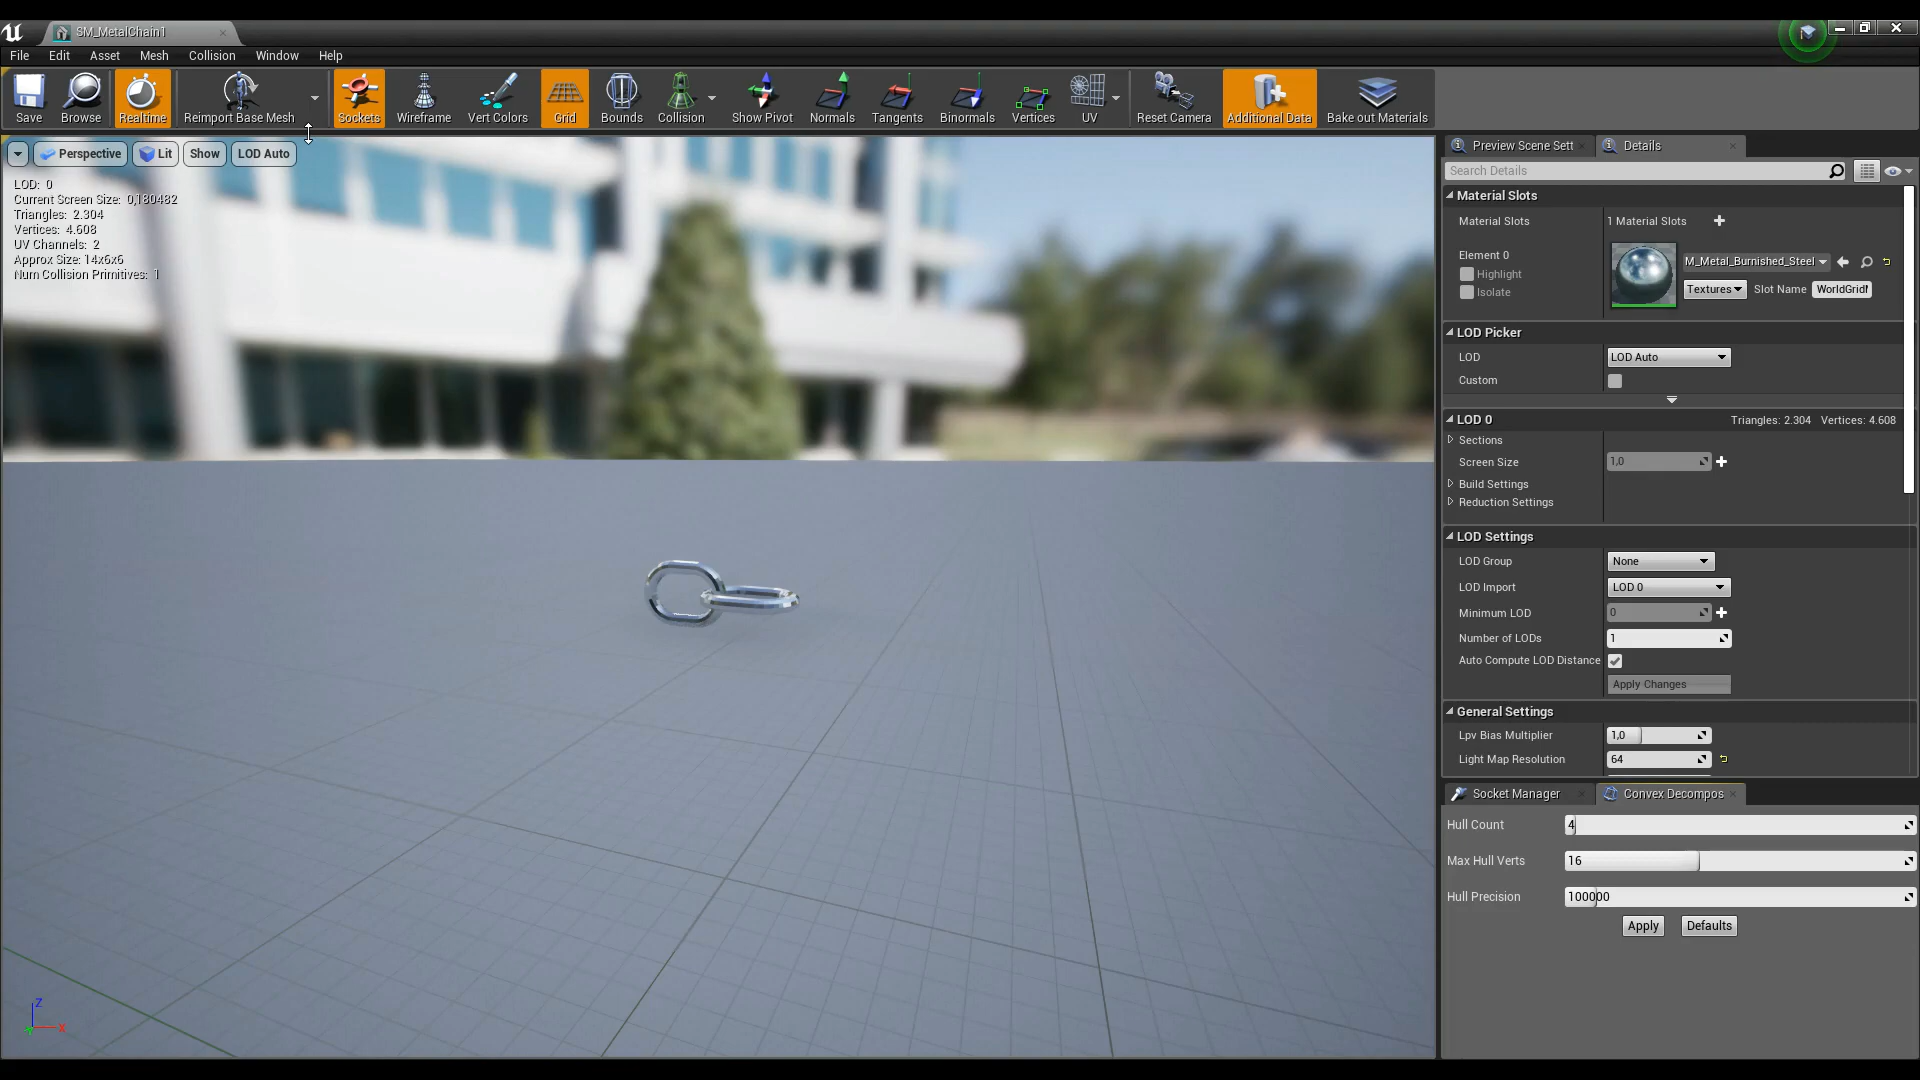 SM_MetalChain1
File Edit Asset Mesh Collision Window Help
Save Browse Realtime Reimport Base Mesh Sockets Wireframe Vert Colors Grid Bounds Collision Show Pivot Normals Tangents Binormals Vertices UV Reset Camera Additional Data Bake out Materials
Perspective Lit Show LOD Auto
LOD: 0
Current Screen Size: 0,180482
Triangles: 2.304
Vertices: 4.608
UV Channels: 2
Approx Size: 14x6x6
Num Collision Primitives: 1
Z
X
Preview Scene Sett Details
Search Details
Material Slots
Material Slots 1 Material Slots
Element 0
Highlight
Isolate
M_Metal_Burnished_Steel
Textures Slot Name WorldGridM
LOD Picker
LOD LOD Auto
Custom
LOD 0 Triangles: 2.304 Vertices: 4.608
Sections
Screen Size 1,0
Build Settings
Reduction Settings
LOD Settings
LOD Group None
LOD Import LOD 0
Minimum LOD 0
Number of LODs 1
Auto Compute LOD Distance
Apply Changes
General Settings
Lpv Bias Multiplier 1,0
Light Map Resolution 64
Socket Manager Convex Decompos
Hull Count 4
Max Hull Verts 16
Hull Precision 100000
Apply Defaults